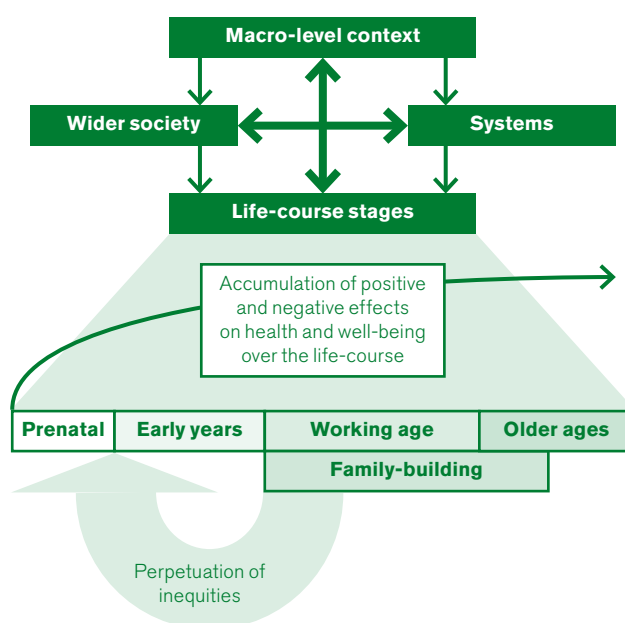 Macro-level context
Wider society
Systems
Life-course stages
Accumulation of positive
and negative effects
on health and well-being
over the life-course
Prenatal
Early years
Working age
Older ages
Family-building
Perpetuation of
inequities